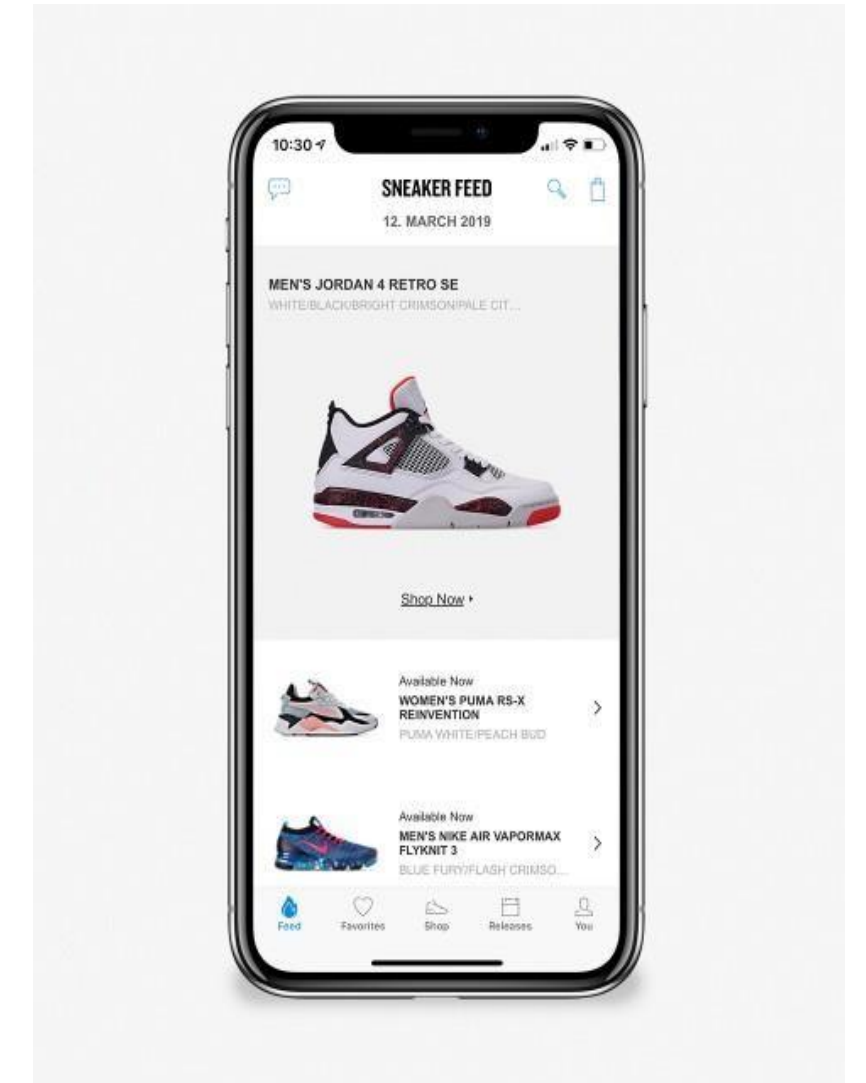 10:30
SNEAKER FEED
12. MARCH 2019
MEN'S JORDAN 4 RETRO SE
WHITE/BLACK/BRIGHT CRIMSON/PALE CIT...
Shop Now
Available Now
WOMEN'S PUMA RS-X
REINVENTION
PUMA WHITE/PEACH BUD
Available Now
MEN'S NIKE AIR VAPORMAX
FLYKNIT 3
BLUE FURY/FLASH CRIMSO...
Feed Favorites Shop Releases You